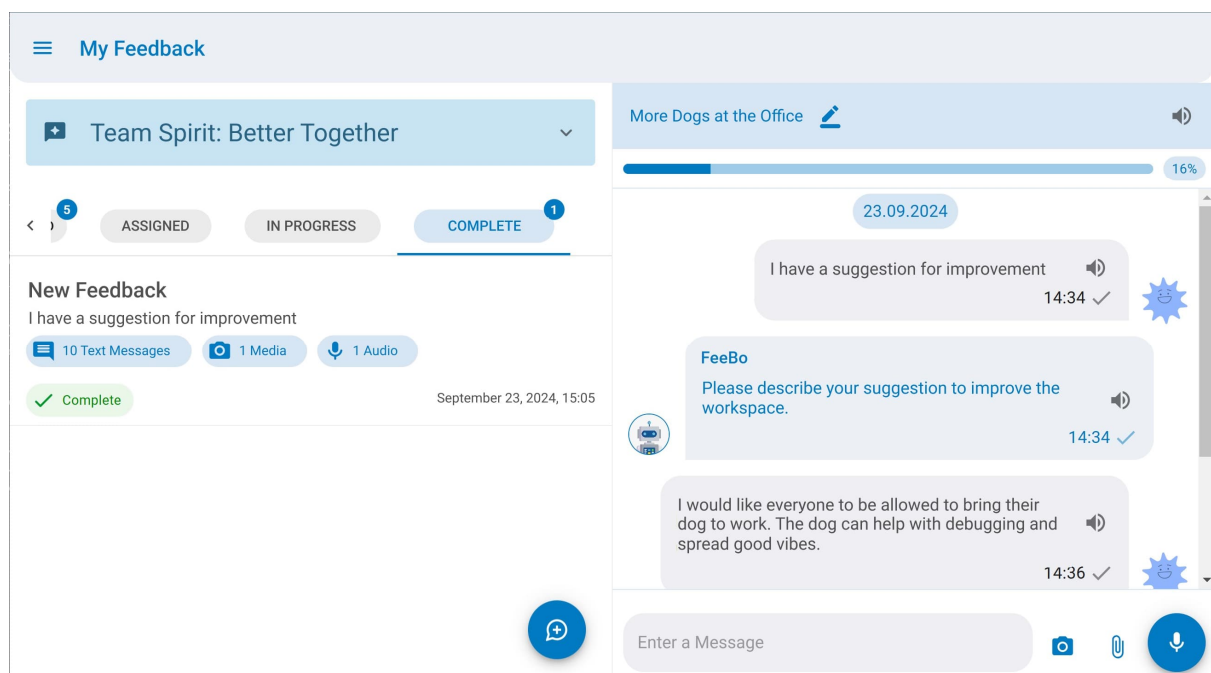 My Feedback
Team Spirit: Better Together
5
ASSIGNED
IN PROGRESS
COMPLETE
1
New Feedback
I have a suggestion for improvement
10 Text Messages
1 Media
1 Audio
Complete
September 23, 2024, 15:05
More Dogs at the Office
16%
23.09.2024
I have a suggestion for improvement
14:34
FeeBo
Please describe your suggestion to improve the
workspace.
14:34
I would like everyone to be allowed to bring their
dog to work. The dog can help with debugging and
spread good vibes.
14:36
Enter a Message